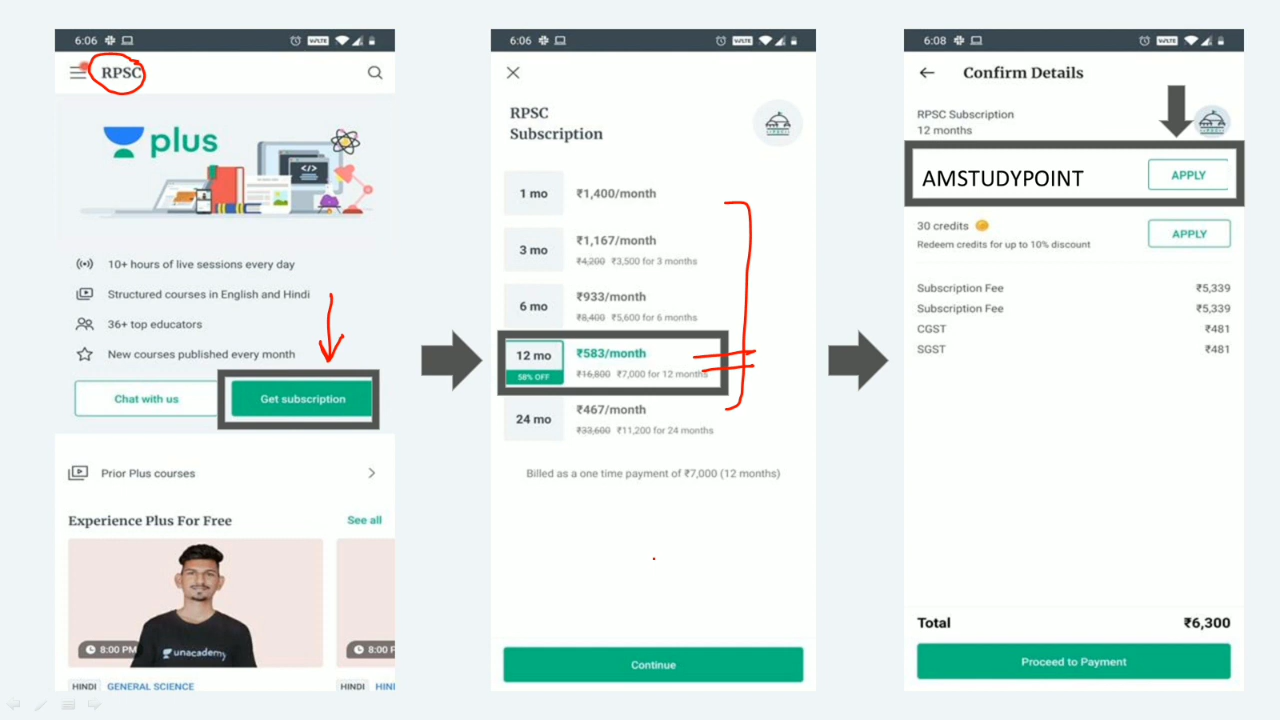 6:06
VoLTE
RPSC
plus
</>
10+ hours of live sessions every day
Structured courses in English and Hindi
36+ top educators
New courses published every month
Chat with us
Get subscription
Prior Plus courses
Experience Plus For Free
See all
8:00 PM
unacademy
8:00 P
HINDI GENERAL SCIENCE
HINDI HIN
6:06
VoLTE
RPSC
Subscription
1 mo
₹1,400/month
3 mo
₹1,167/month
₹4,200 ₹3,500 for 3 months
6 mo
₹933/month
₹8,400 ₹5,600 for 6 months
12 mo
58% OFF
₹583/month
₹16,800 ₹7,000 for 12 months
24 mo
₹467/month
₹33,600 ₹11,200 for 24 months
Billed as a one time payment of ₹7,000 (12 months)
Continue
6:08
VoLTE
Confirm Details
RPSC Subscription
12 months
AMSTUDYPOINT
APPLY
30 credits
Redeem credits for up to 10% discount
APPLY
Subscription Fee ₹5,339
Subscription Fee ₹5,339
CGST ₹481
SGST ₹481
Total ₹6,300
Proceed to Payment